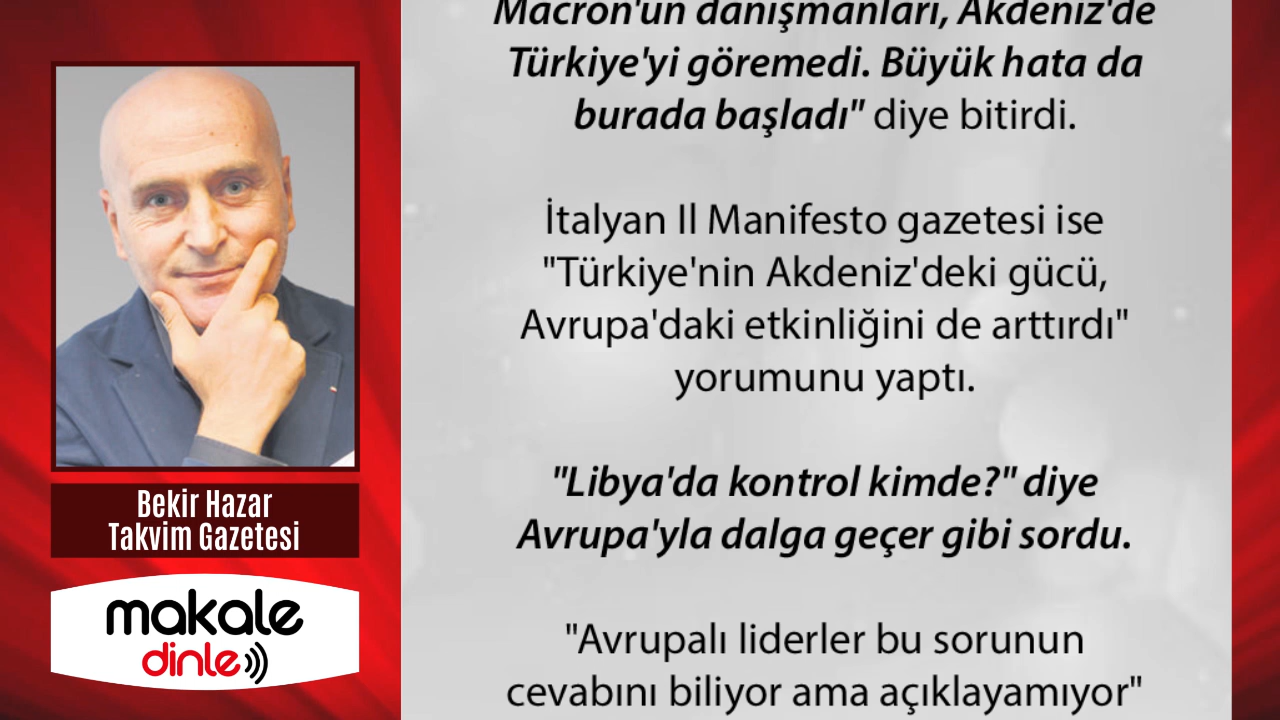 Macron'un danışmanları, Akdeniz'de
Türkiye'yi göremedi. Büyük hata da
burada başladı" diye bitirdi.
İtalyan Il Manifesto gazetesi ise
"Türkiye'nin Akdeniz'deki gücü,
Avrupa'daki etkinliğini de arttırdı"
yorumunu yaptı.
"Libya'da kontrol kimde?" diye
Avrupa'yla dalga geçer gibi sordu.
"Avrupalı liderler bu sorunun
cevabını biliyor ama açıklayamıyor"
Bekir Hazar
Takvim Gazetesi
makale
dinle